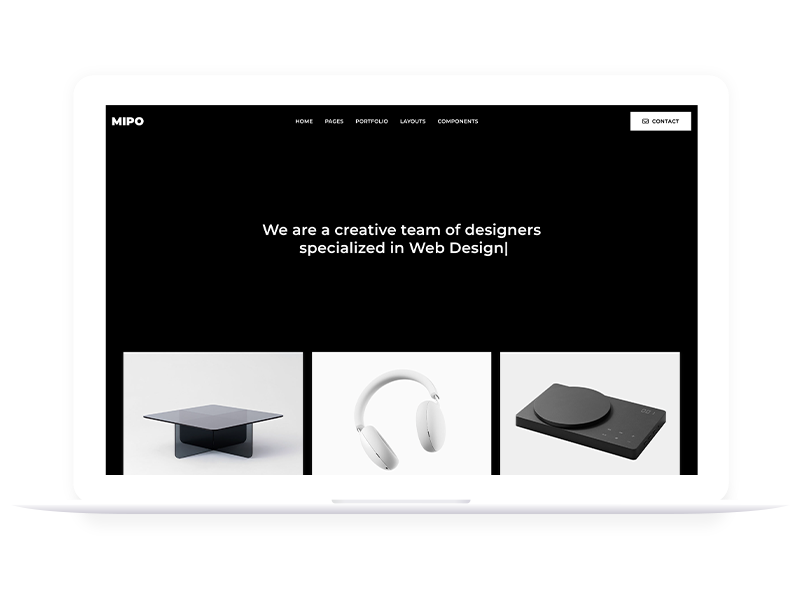 MIPO
HOME PAGES PORTFOLIO LAYOUTS COMPONENTS
CONTACT
We are a creative team of designers
specialized in Web Design|